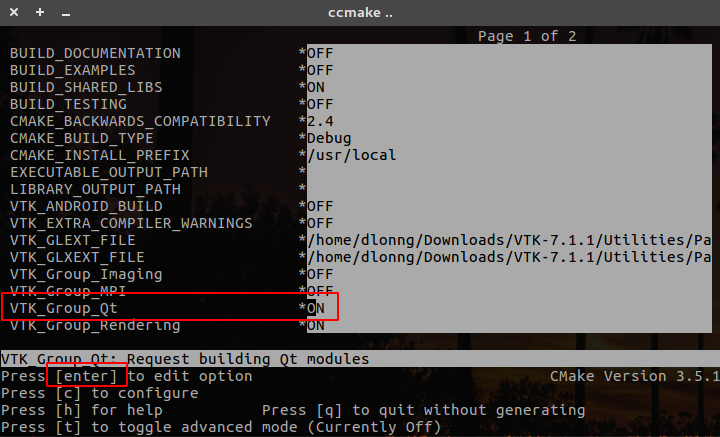 ccmake ..
Page 1 of 2
BUILD_DOCUMENTATION *OFF
BUILD_EXAMPLES *OFF
BUILD_SHARED_LIBS *ON
BUILD_TESTING *OFF
CMAKE_BACKWARDS_COMPATIBILITY *2.4
CMAKE_BUILD_TYPE *Debug
CMAKE_INSTALL_PREFIX */usr/local
EXECUTABLE_OUTPUT_PATH *
LIBRARY_OUTPUT_PATH *
VTK_ANDROID_BUILD *OFF
VTK_EXTRA_COMPILER_WARNINGS *OFF
VTK_GLEXT_FILE */home/dlonng/Downloads/VTK-7.1.1/Utilities/Pa
VTK_GLXEXT_FILE */home/dlonng/Downloads/VTK-7.1.1/Utilities/Pa
VTK_Group_Imaging *OFF
VTK_Group_MPI *OFF
VTK_Group_Qt *ON
VTK_Group_Rendering *ON
VTK_Group_Qt: Request building Qt modules
Press [enter] to edit option CMake Version 3.5.1
Press [c] to configure
Press [h] for help Press [q] to quit without generating
Press [t] to toggle advanced mode (Currently Off)